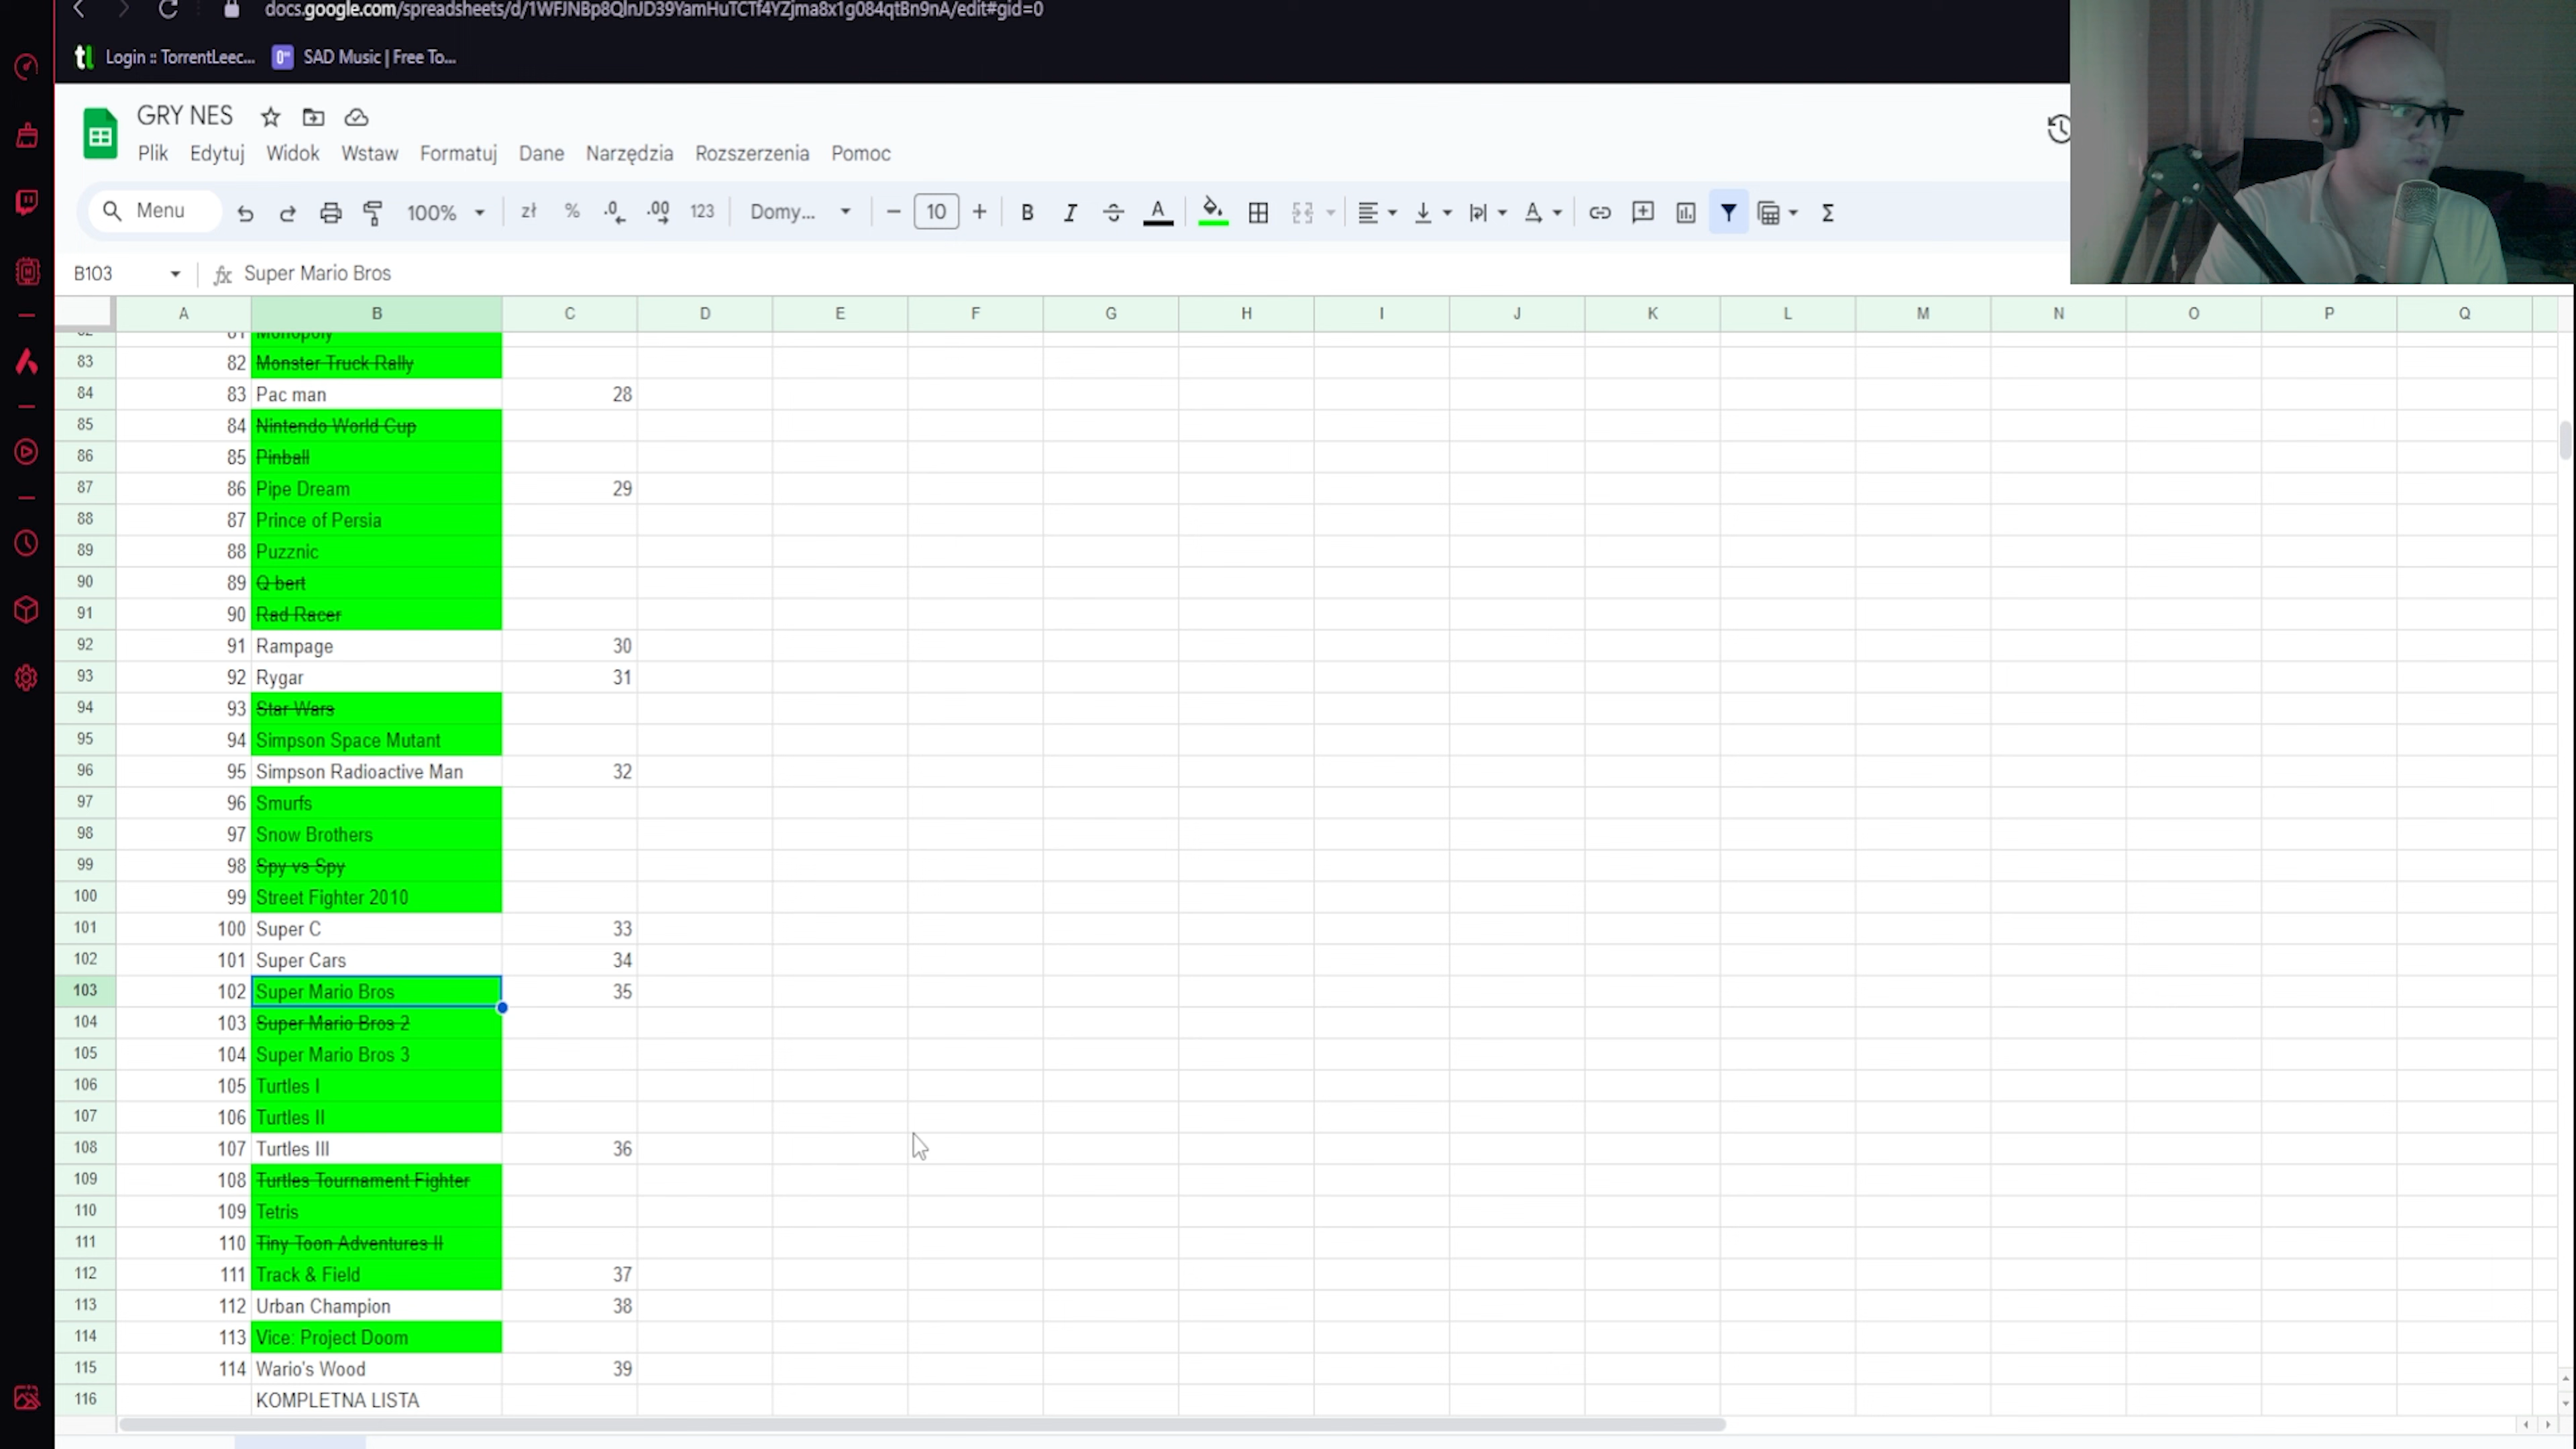 docs.google.com/spreadsheets/d/1WFJNBp8QlnJD39YamHuTCTf4YZjma8x1g084qtBn9nA/edit#gid=0
Login :: TorrentLeec... SAD Music | Free To...
GRY NES
Plik Edytuj Widok Wstaw Formatuj Dane Narzędzia Rozszerzenia Pomoc
Menu 100% zł % .0 .00 123 Domy... 10 B I A Σ
B103 fx Super Mario Bros
A B C D E F G H I J K L M N O P Q
82 81 Monopoly
83 82 Monster Truck Rally
84 83 Pac man 28
85 84 Nintendo World Cup
86 85 Pinball
87 86 Pipe Dream 29
88 87 Prince of Persia
89 88 Puzznic
90 89 Q bert
91 90 Rad Racer
92 91 Rampage 30
93 92 Rygar 31
94 93 Star Wars
95 94 Simpson Space Mutant
96 95 Simpson Radioactive Man 32
97 96 Smurfs
98 97 Snow Brothers
99 98 Spy vs Spy
100 99 Street Fighter 2010
101 100 Super C 33
102 101 Super Cars 34
103 102 Super Mario Bros 35
104 103 Super Mario Bros 2
105 104 Super Mario Bros 3
106 105 Turtles I
107 106 Turtles II
108 107 Turtles III 36
109 108 Turtles Tournament Fighter
110 109 Tetris
111 110 Tiny Toon Adventures II
112 111 Track & Field 37
113 112 Urban Champion 38
114 113 Vice: Project Doom
115 114 Wario's Wood 39
116 KOMPLETNA LISTA